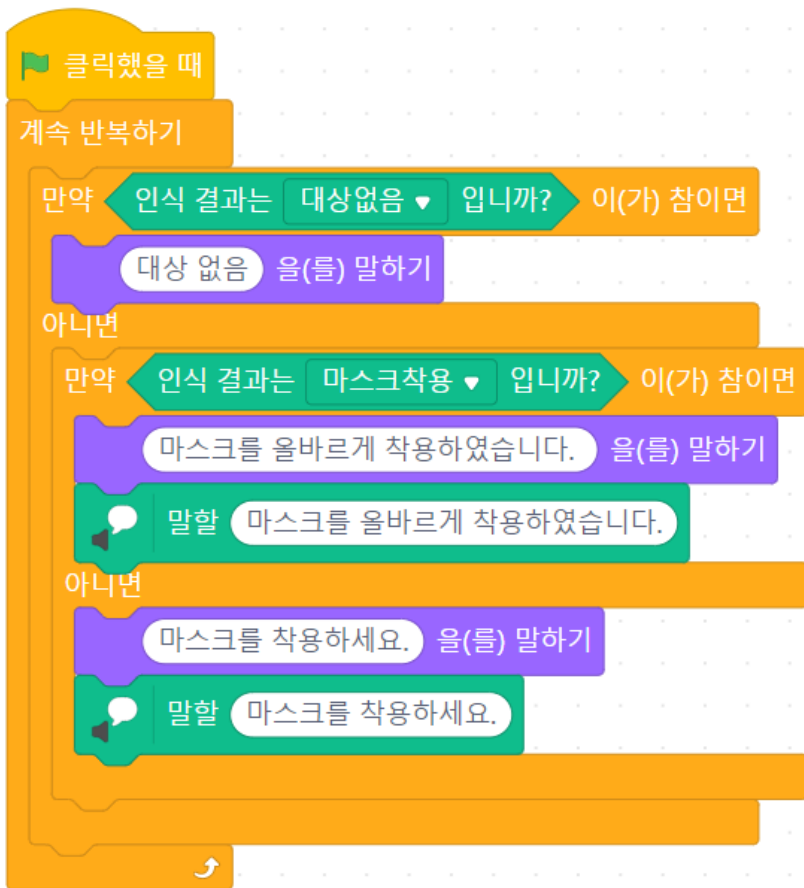 클릭했을 때
계속 반복하기
만약 인식 결과는 대상없음 입니까? 이(가) 참이면
대상 없음 을(를) 말하기
아니면
만약 인식 결과는 마스크착용 입니까? 이(가) 참이면
마스크를 올바르게 착용하였습니다. 을(를) 말하기
말할 마스크를 올바르게 착용하였습니다.
아니면
마스크를 착용하세요. 을(를) 말하기
말할 마스크를 착용하세요.